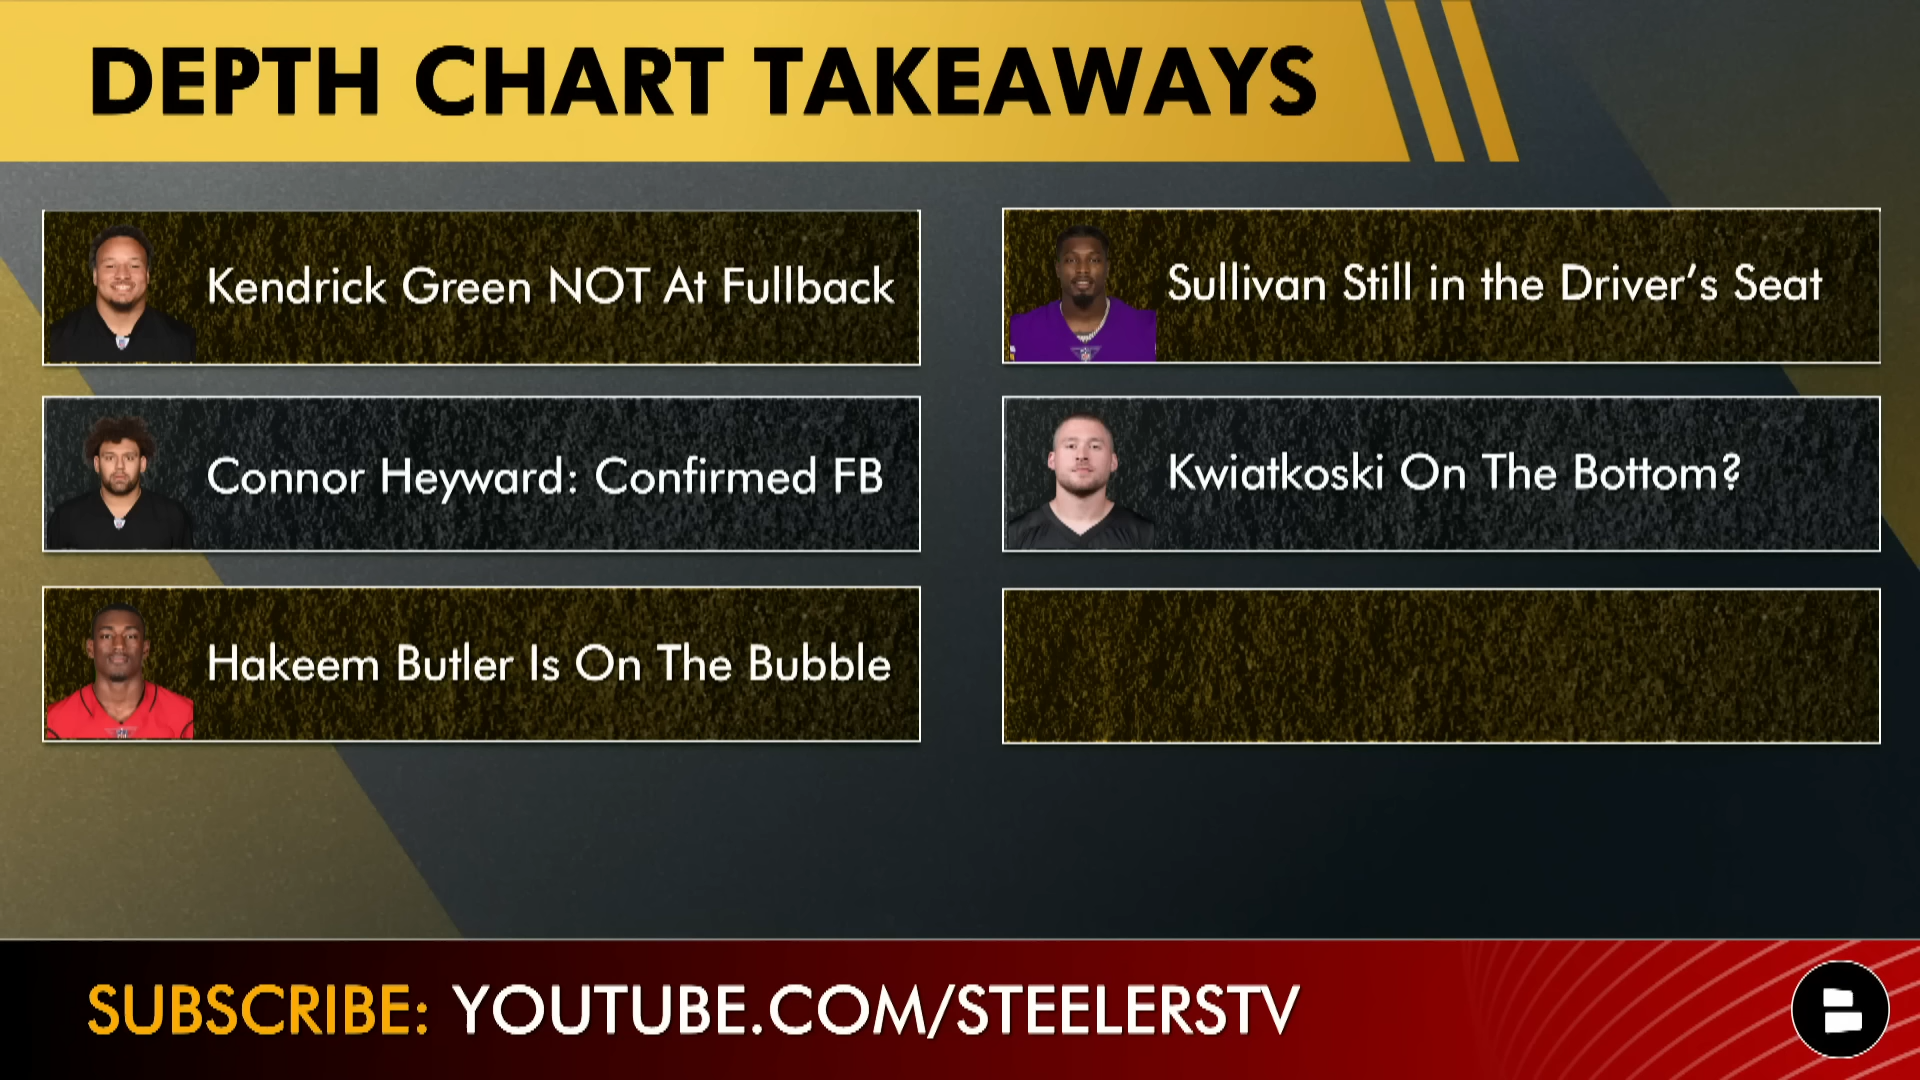 DEPTH CHART TAKEAWAYS
Kendrick Green NOT At Fullback
Connor Heyward: Confirmed FB
Hakeem Butler Is On The Bubble
Sullivan Still in the Driver's Seat
Kwiatkoski On The Bottom?
SUBSCRIBE: YOUTUBE.COM/STEELERSTV